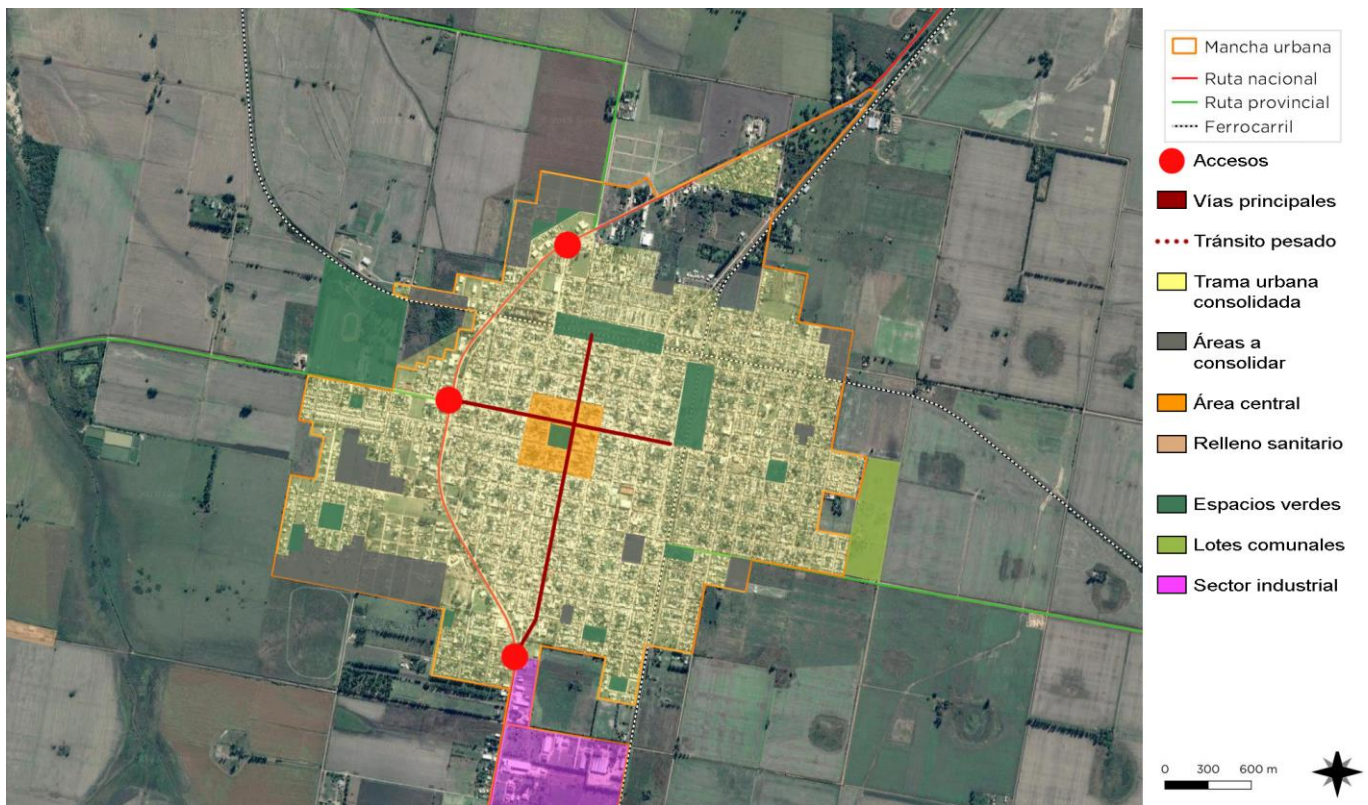 Mancha urbana
Ruta nacional
Ruta provincial
Ferrocarril
Accesos
Vías principales
Tránsito pesado
Trama urbana
consolidada
Áreas a
consolidar
Área central
Relleno sanitario
Espacios verdes
Lotes comunales
Sector industrial
0 300 600 m